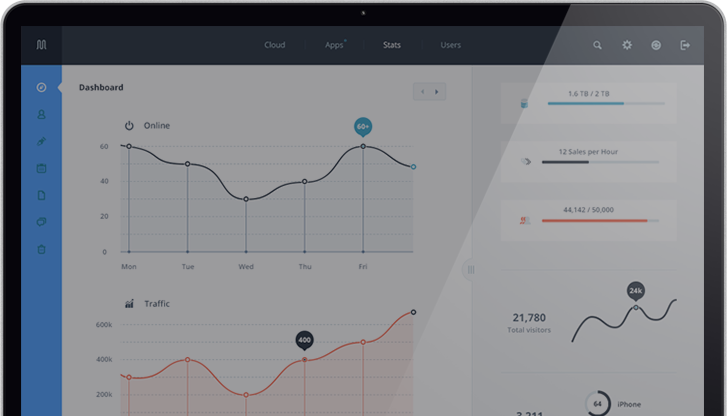 Cloud
Apps
Stats
Users
Dashboard
Online
60+
60
40
20
0
Mon
Tue
Wed
Thu
Fri
Traffic
600k
400k
200k
400
1.6 TB / 2 TB
12 Sales per Hour
44,142 / 50,000
24k
21,780
Total visitors
64
iPhone
3,211